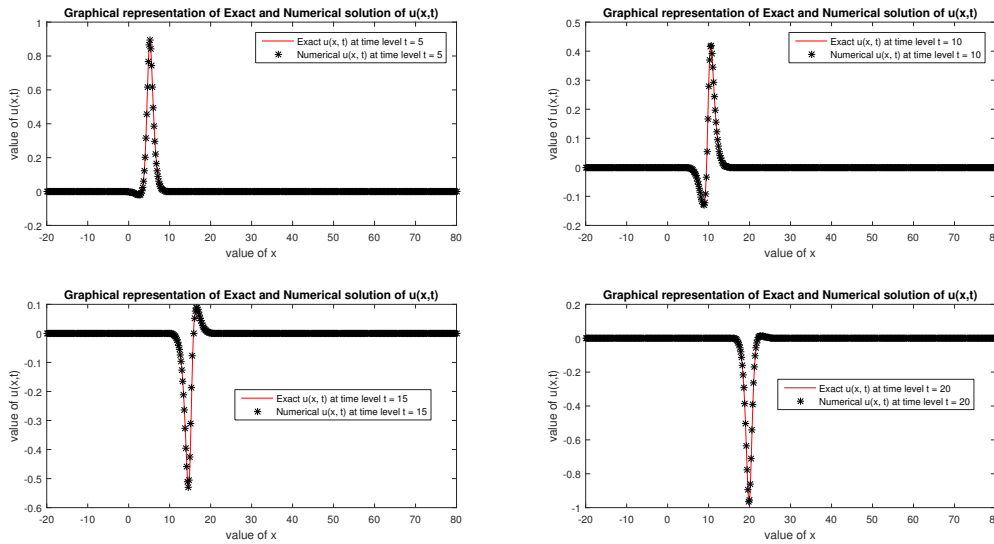 Graphical representation of Exact and Numerical solution of u(x,t)
1
0.8
0.6
0.4
0.2
0
-0.2
value of u(x,t)
Exact u(x, t) at time level t = 5
Numerical u(x, t) at time level t = 5
-20 -10 0 10 20 30 40 50 60 70 80
value of x
Graphical representation of Exact and Numerical solution of u(x,t)
0.5
0.4
0.3
0.2
0.1
0
-0.1
-0.2
value of u(x,t)
Exact u(x, t) at time level t = 10
Numerical u(x, t) at time level t = 10
-20 -10 0 10 20 30 40 50 60 70 80
value of x
Graphical representation of Exact and Numerical solution of u(x,t)
0.1
0
-0.1
-0.2
-0.3
-0.4
-0.5
-0.6
value of u(x,t)
Exact u(x, t) at time level t = 15
Numerical u(x, t) at time level t = 15
-20 -10 0 10 20 30 40 50 60 70 80
value of x
Graphical representation of Exact and Numerical solution of u(x,t)
0.2
0
-0.2
-0.4
-0.6
-0.8
-1
value of u(x,t)
Exact u(x, t) at time level t = 20
Numerical u(x, t) at time level t = 20
-20 -10 0 10 20 30 40 50 60 70 80
value of x